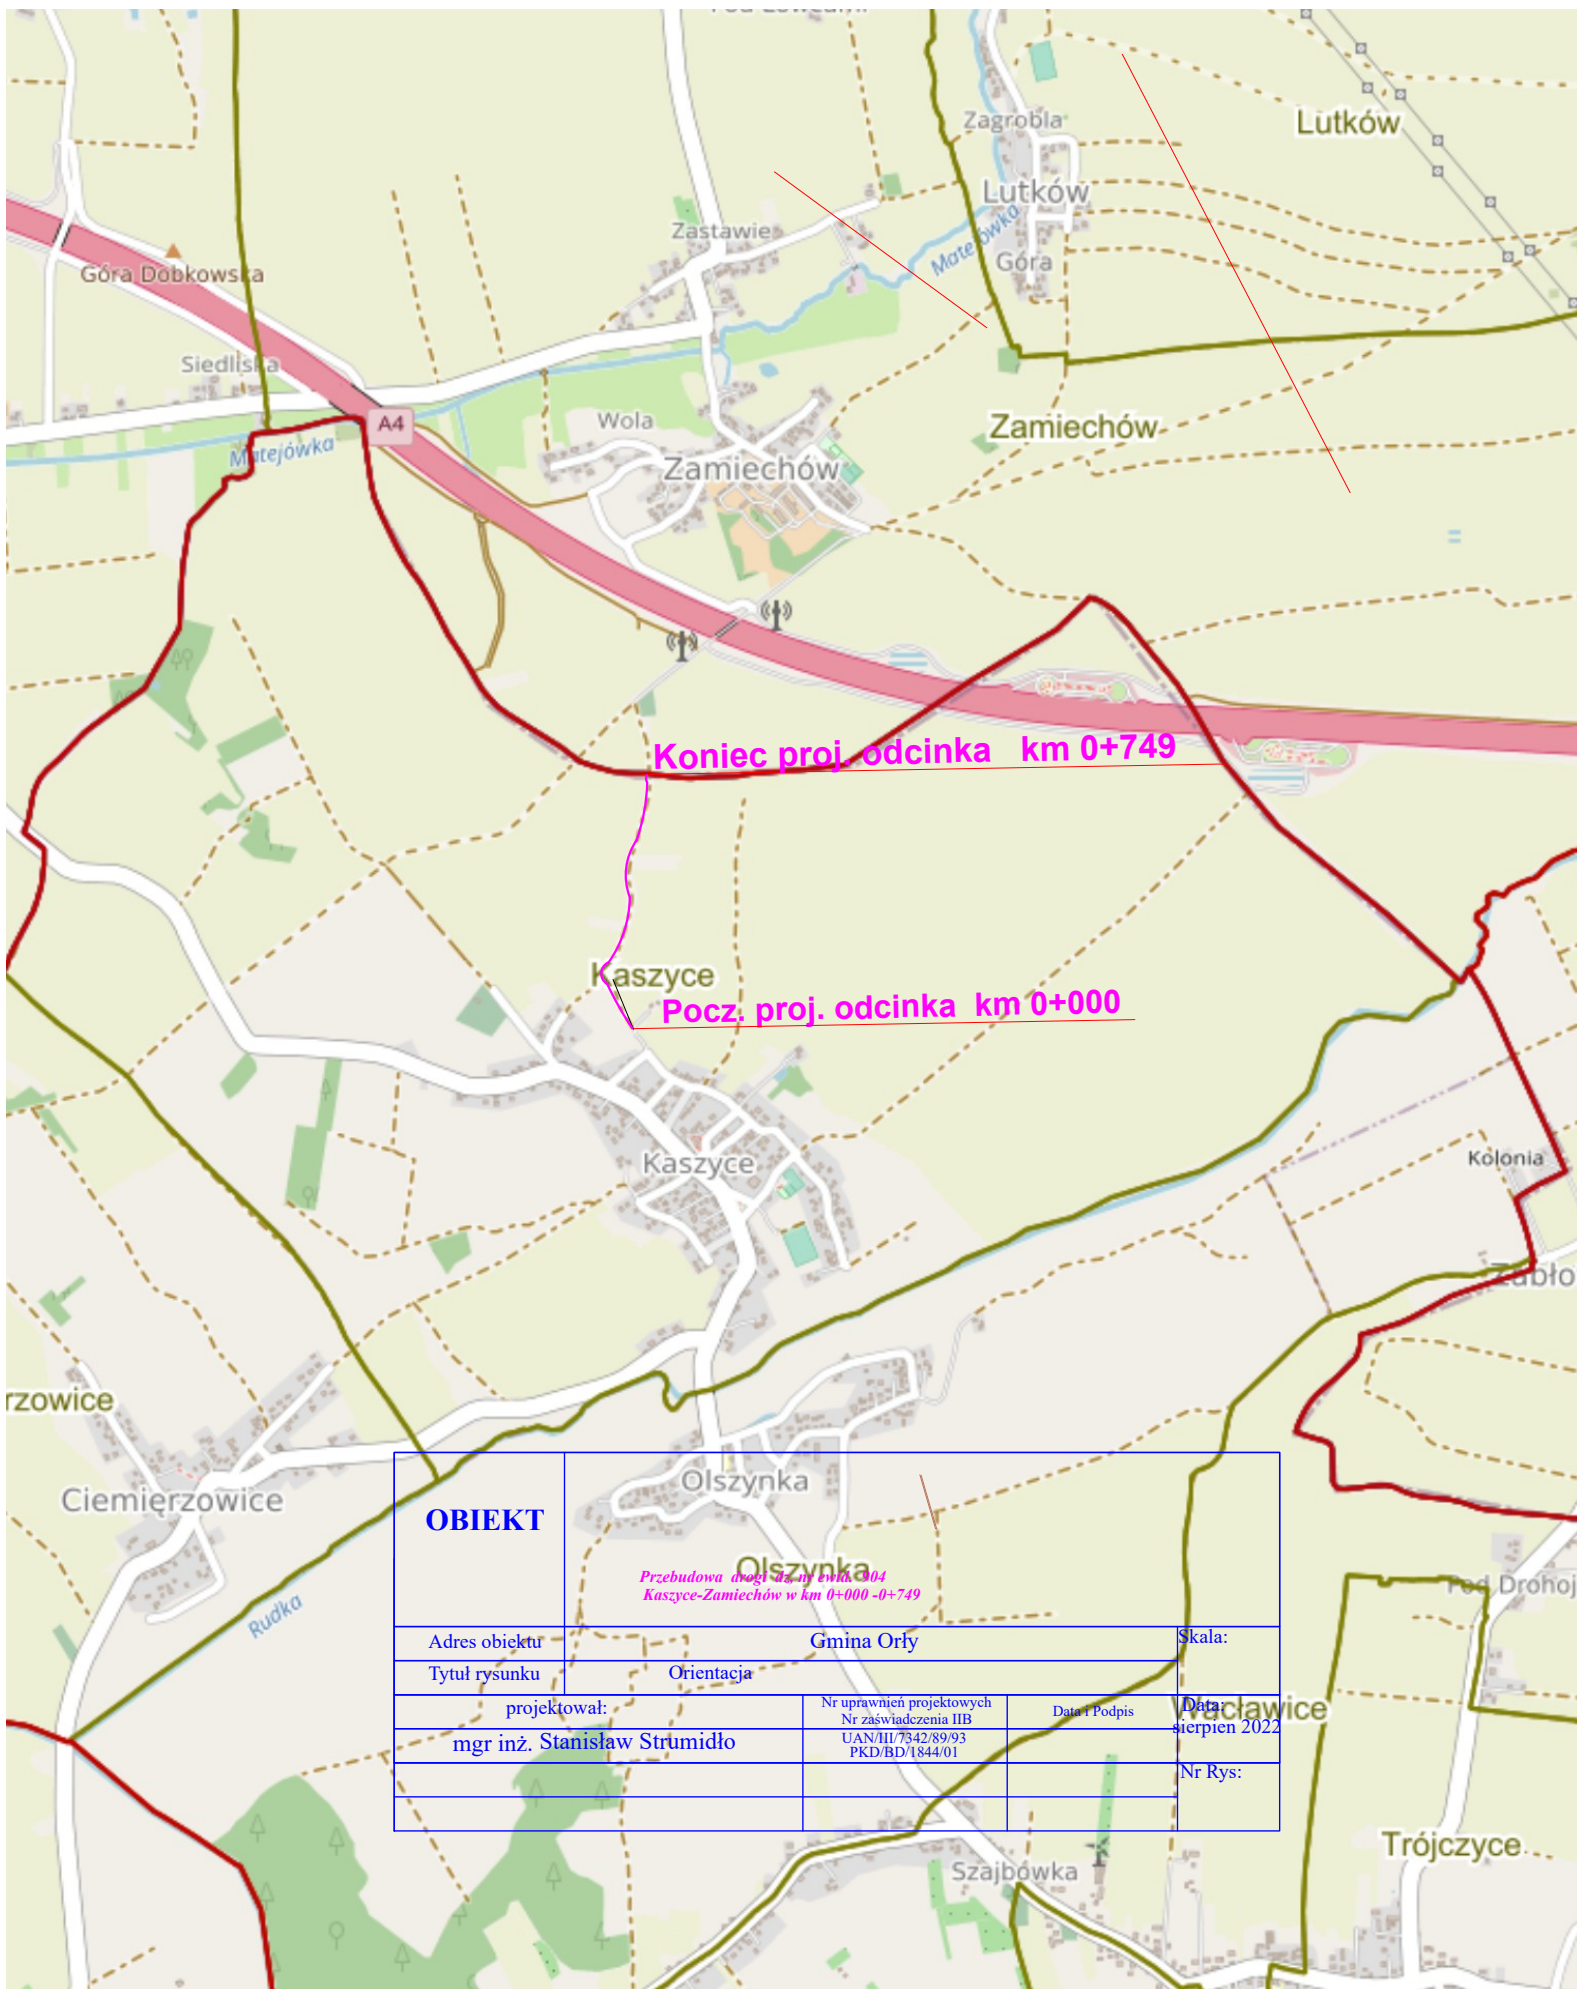 Zagrobla
Lutków
Lutków
Matejówka
Zastawie
Góra
Góra Dobkowska
Siedliska
A4
Wola
Zamiechów
Matejówka
Zamiechów
Koniec proj. odcinka km 0+749
Kaszyce
Pocz. proj. odcinka km 0+000
Kaszyce
Kolonia
Zabło
rzowice
Ciemięrzowice
Olszynka
OBIEKT
Olszynka
Przebudowa drogi dz, nr ewid. 904
Kaszyce-Zamiechów w km 0+000 -0+749
Pod Drohoj
Rudka
Adres obiektu
Gmina Orły
Skala:
Tytuł rysunku
Orientacja
projektował:
Nr uprawnień projektowych
Nr zaświadczenia IIB
Data i Podpis
Data:
sierpien 2022
Wacławice
mgr inż. Stanisław Strumidło
UAN/III/7342/89/93
PKD/BD/1844/01
Nr Rys:
Trójczyce
Szajbówka